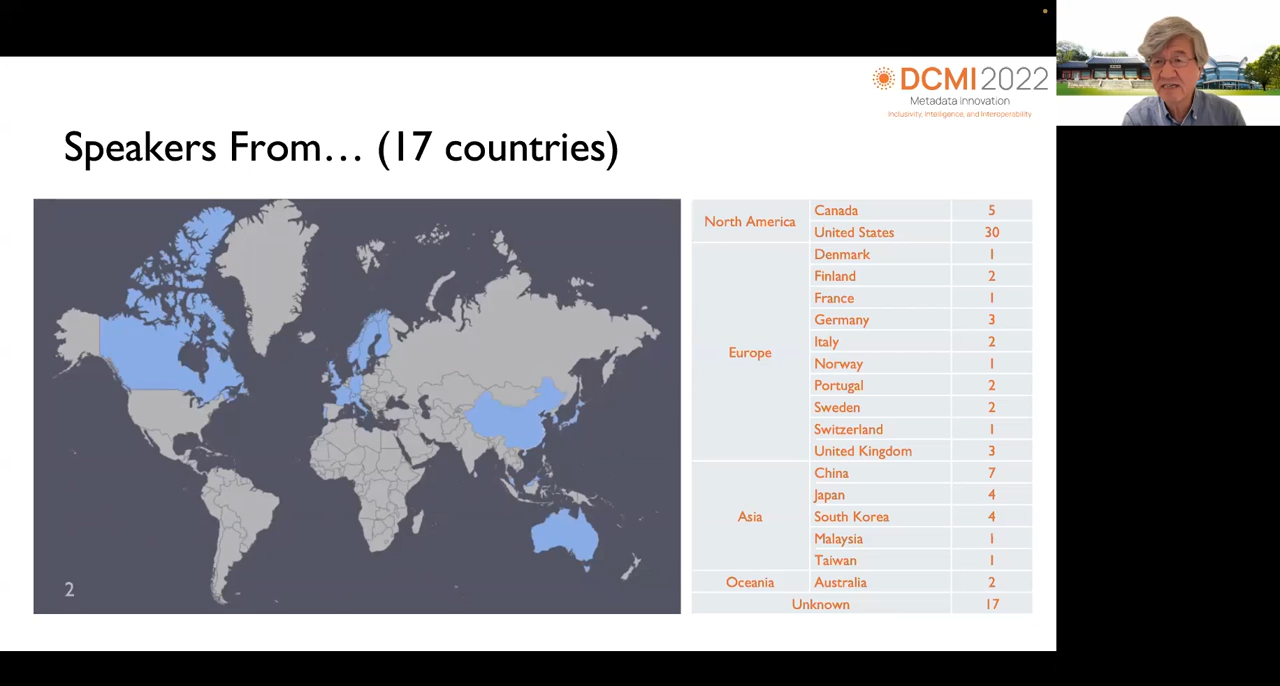 DCMI 2022
Metadata Innovation
Inclusivity, Intelligence, and Interoperability
Speakers From… (17 countries)
North America
Canada 5
United States 30
Europe
Denmark 1
Finland 2
France 1
Germany 3
Italy 2
Norway 1
Portugal 2
Sweden 2
Switzerland 1
United Kingdom 3
Asia
China 7
Japan 4
South Korea 4
Malaysia 1
Taiwan 1
Oceania
Australia 2
Unknown 17
2